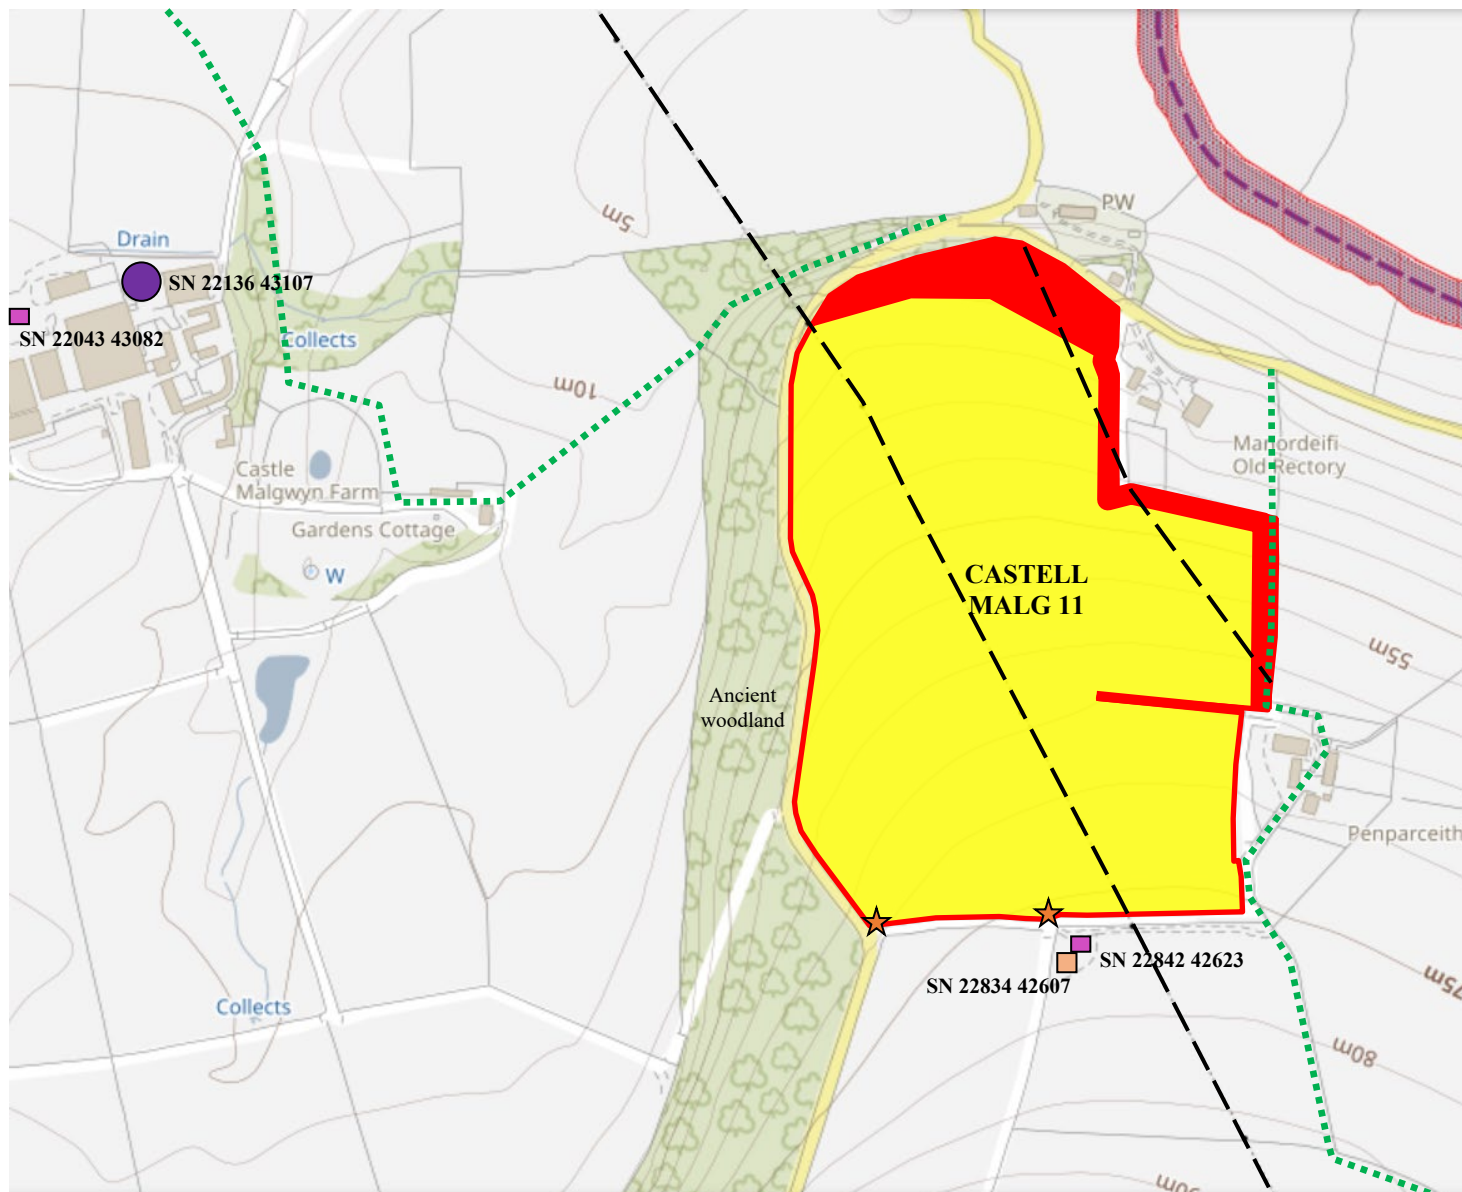 PW
5m
Drain
SN 22136 43107
SN 22043 43082
Collects
10m
Manordeifi
Old Rectory
Castle
Malgwyn Farm
Gardens Cottage
W
CASTELL
MALG 11
55m
Ancient
woodland
Penparceith
SN 22842 42623
75m
SN 22834 42607
Collects
80m